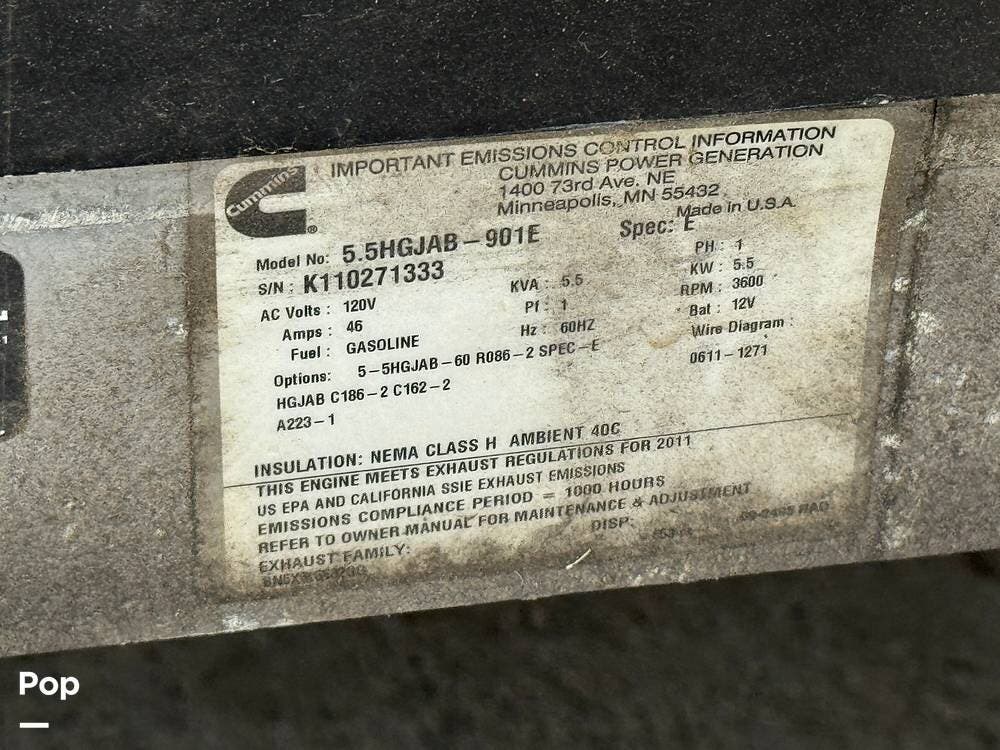 Cummins
IMPORTANT EMISSIONS CONTROL INFORMATION
CUMMINS POWER GENERATION
1400 73rd Ave. NE
Minneapolis, MN 55432
Made in U.S.A.
Model No: 5.5HGJAB-901E Spec: E
S/N : K110271333 KVA : 5.5 PH : 1
AC Volts : 120V Pf : 1 KW : 5.5
Amps : 46 Hz : 60HZ RPM : 3600
Fuel : GASOLINE Bat : 12V
Options: 5-5HGJAB-60 R086-2 SPEC-E Wire Diagram :
HGJAB C186-2 C162-2 0611-1271
A223-1
INSULATION: NEMA CLASS H AMBIENT 40C
THIS ENGINE MEETS EXHAUST REGULATIONS FOR 2011
US EPA AND CALIFORNIA SSIE EXHAUST EMISSIONS
EMISSIONS COMPLIANCE PERIOD = 1000 HOURS
REFER TO OWNER MANUAL FOR MAINTENANCE & ADJUSTMENT
EXHAUST FAMILY: DISP:
Pop